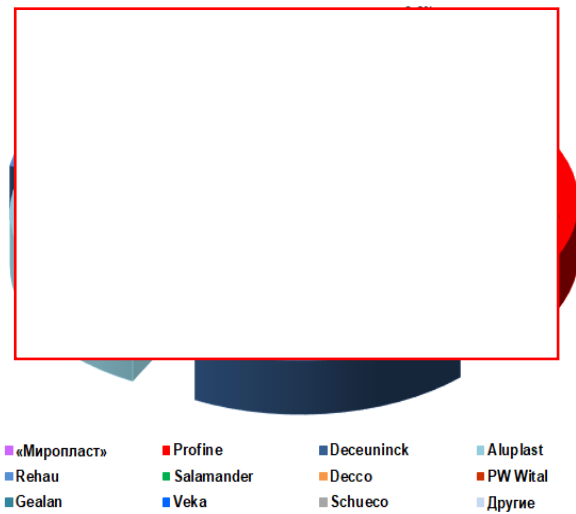 «Миропласт» Profine Deceuninck Aluplast
Rehau Salamander Decco PW Wital
Gealan Veka Schueco Другие